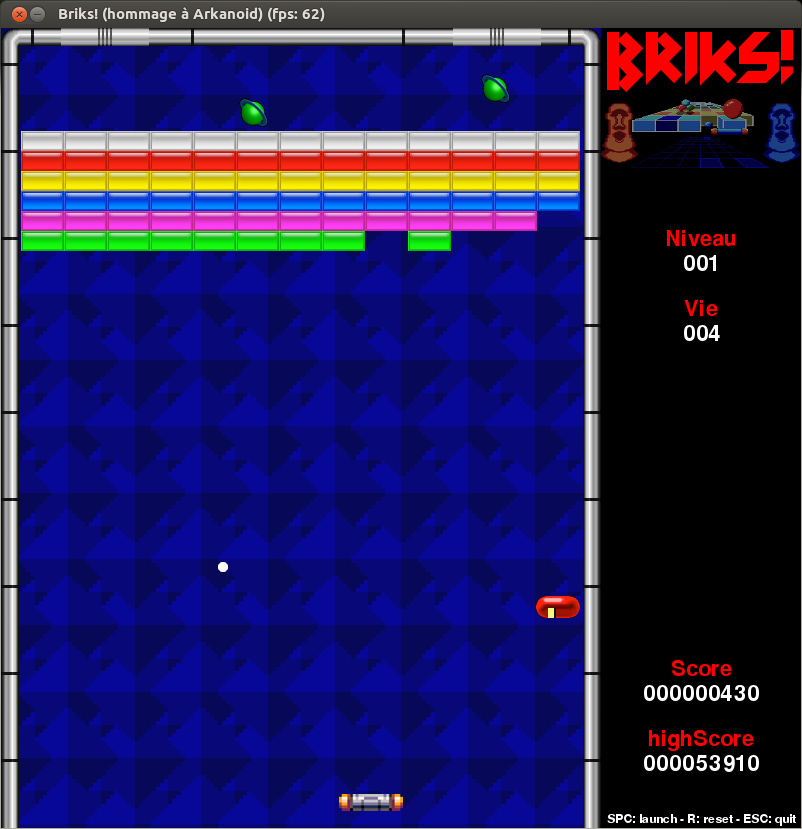 Briks! (hommage à Arkanoid) (fps: 62)
BRIKS!
Niveau
001
Vie
004
Score
000000430
highScore
000053910
SPC: launch - R: reset - ESC: quit